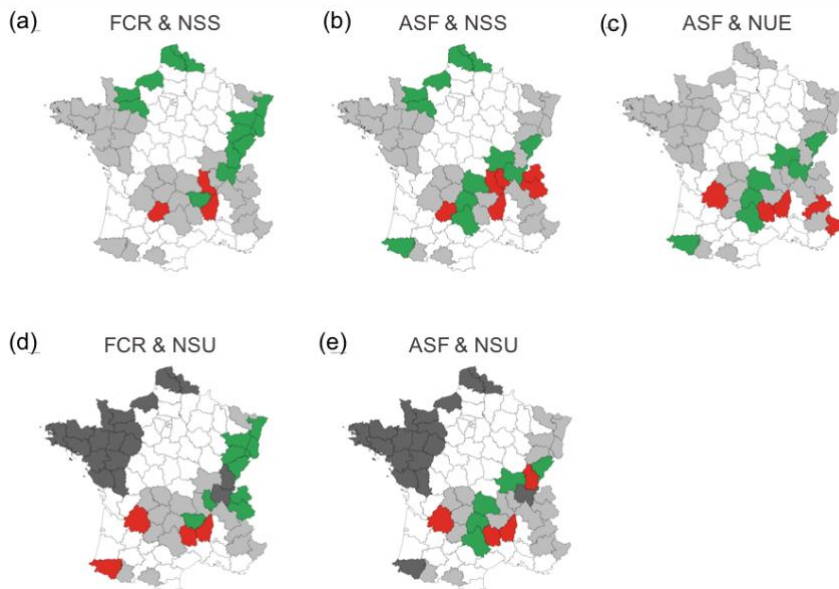 (a) FCR & NSS
(b) ASF & NSS
(c) ASF & NUE
(d) FCR & NSU
(e) ASF & NSU